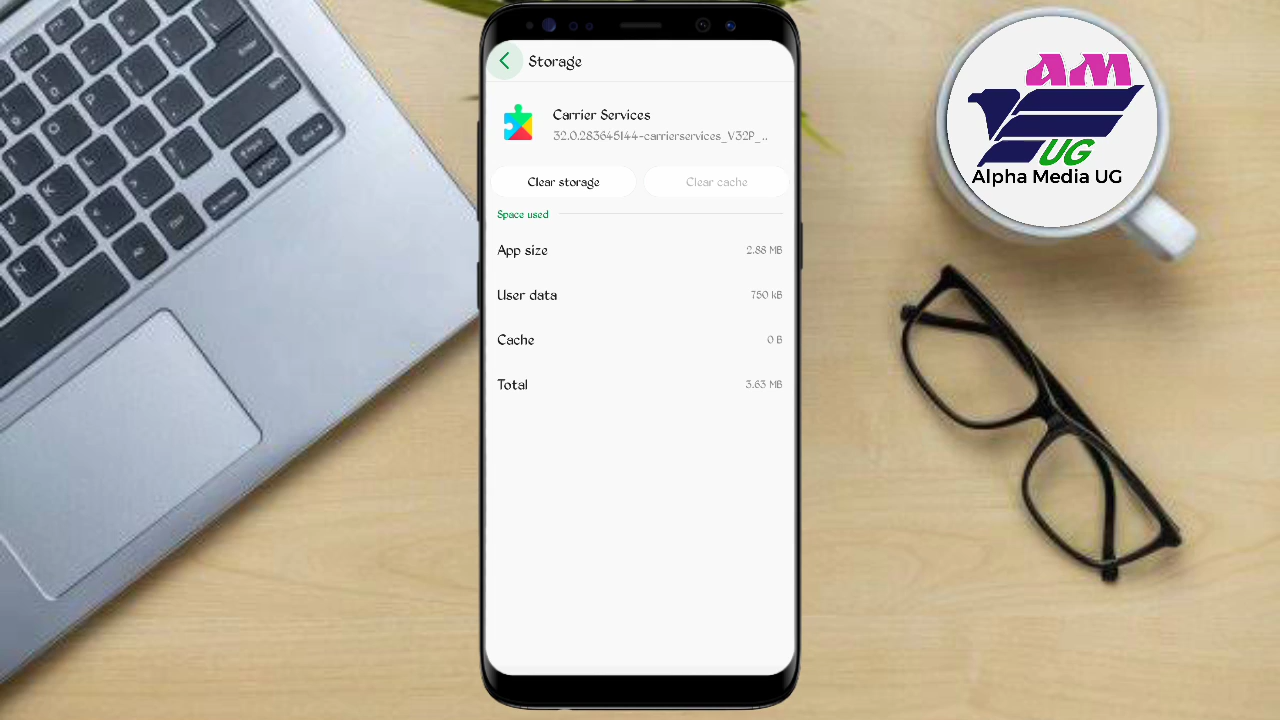 Storage
Carrier Services
32.0.283645144-carrierservices_V32P_..
Clear storage
Clear cache
Space used
App size
2.88 MB
User data
750 kB
Cache
0 B
Total
3.63 MB
AM
UG
Alpha Media UG